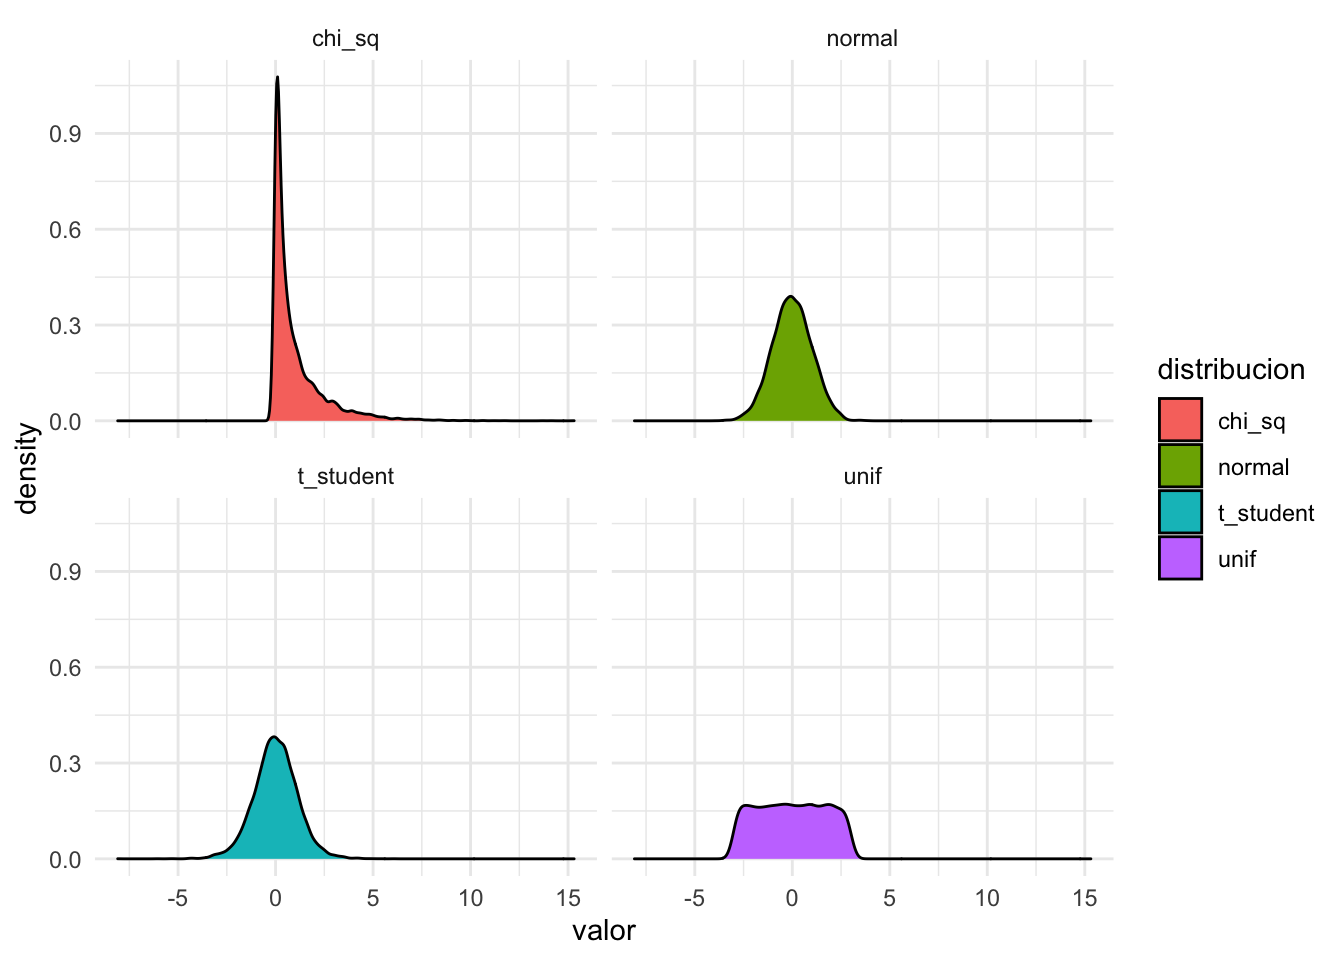 chi_sq
normal
0.9
0.6
0.3
0.0
t_student
unif
0.9
0.6
0.3
0.0
-5 0 5 10 15
-5 0 5 10 15
valor
density
distribucion
chi_sq
normal
t_student
unif